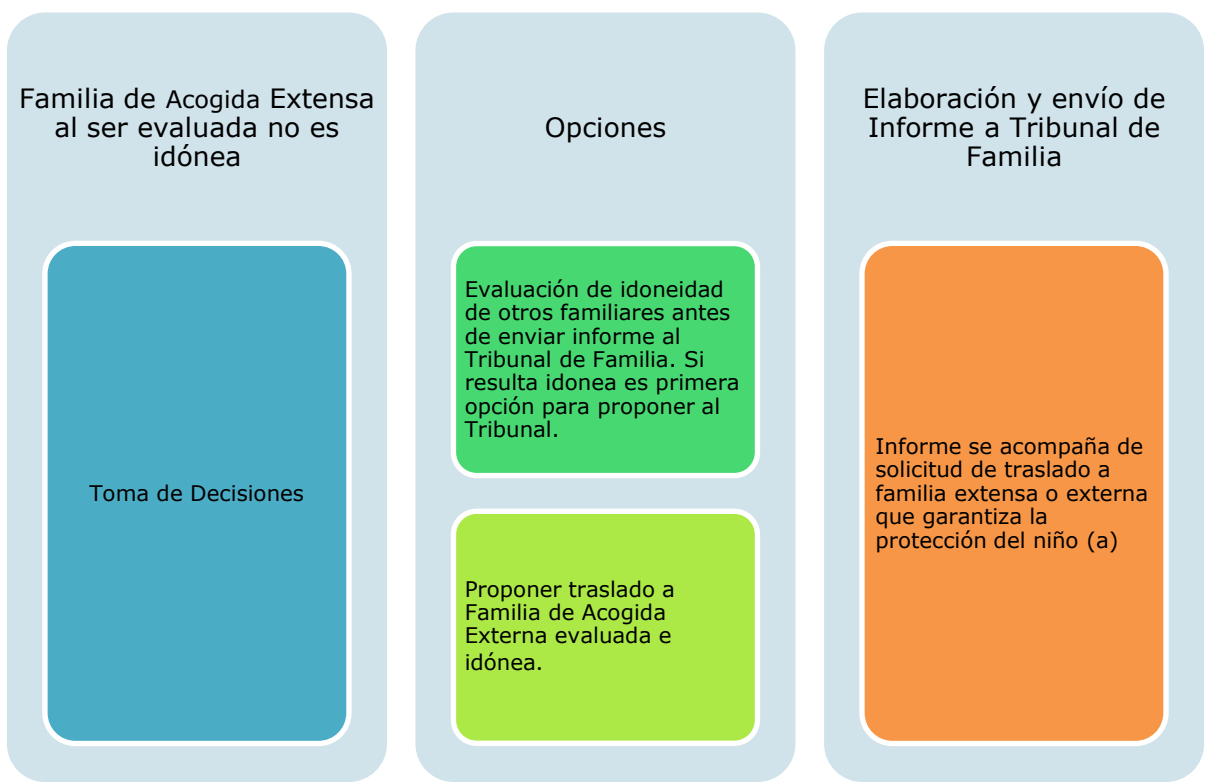 Familia de Acogida Extensa
al ser evaluada no es
idónea
Toma de Decisiones
Opciones
Evaluación de idoneidad
de otros familiares antes
de enviar informe al
Tribunal de Familia. Si
resulta idonea es primera
opción para proponer al
Tribunal.
Proponer traslado a
Familia de Acogida
Externa evaluada e
idónea.
Elaboración y envío de
Informe a Tribunal de
Familia
Informe se acompaña de
solicitud de traslado a
familia extensa o externa
que garantiza la
protección del niño (a)